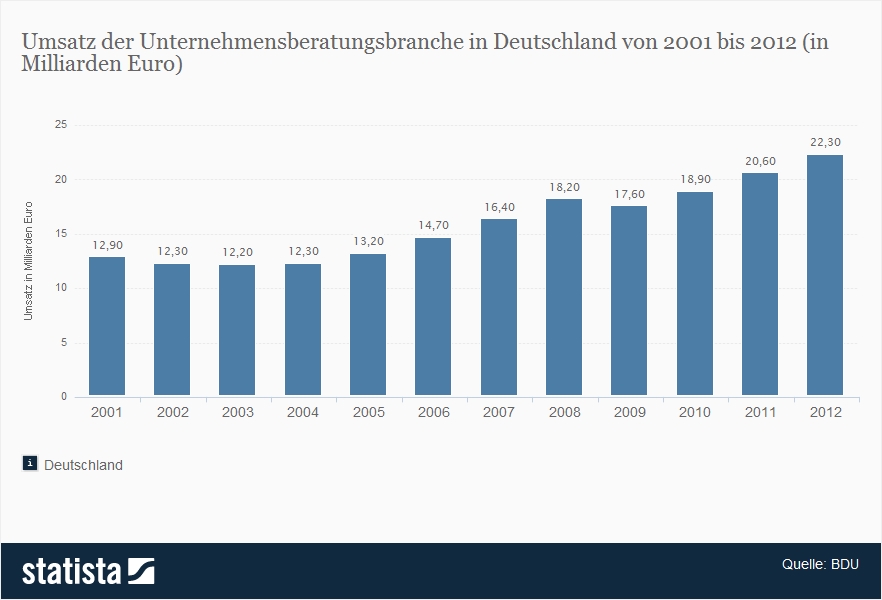 Umsatz der Unternehmensberatungsbranche in Deutschland von 2001 bis 2012 (in
Milliarden Euro)
Umsatz in Milliarden Euro
25
20
15
10
5
0
12,90
12,30
12,20
12,30
13,20
14,70
16,40
18,20
17,60
18,90
20,60
22,30
2001 2002 2003 2004 2005 2006 2007 2008 2009 2010 2011 2012
i Deutschland
statista
Quelle: BDU